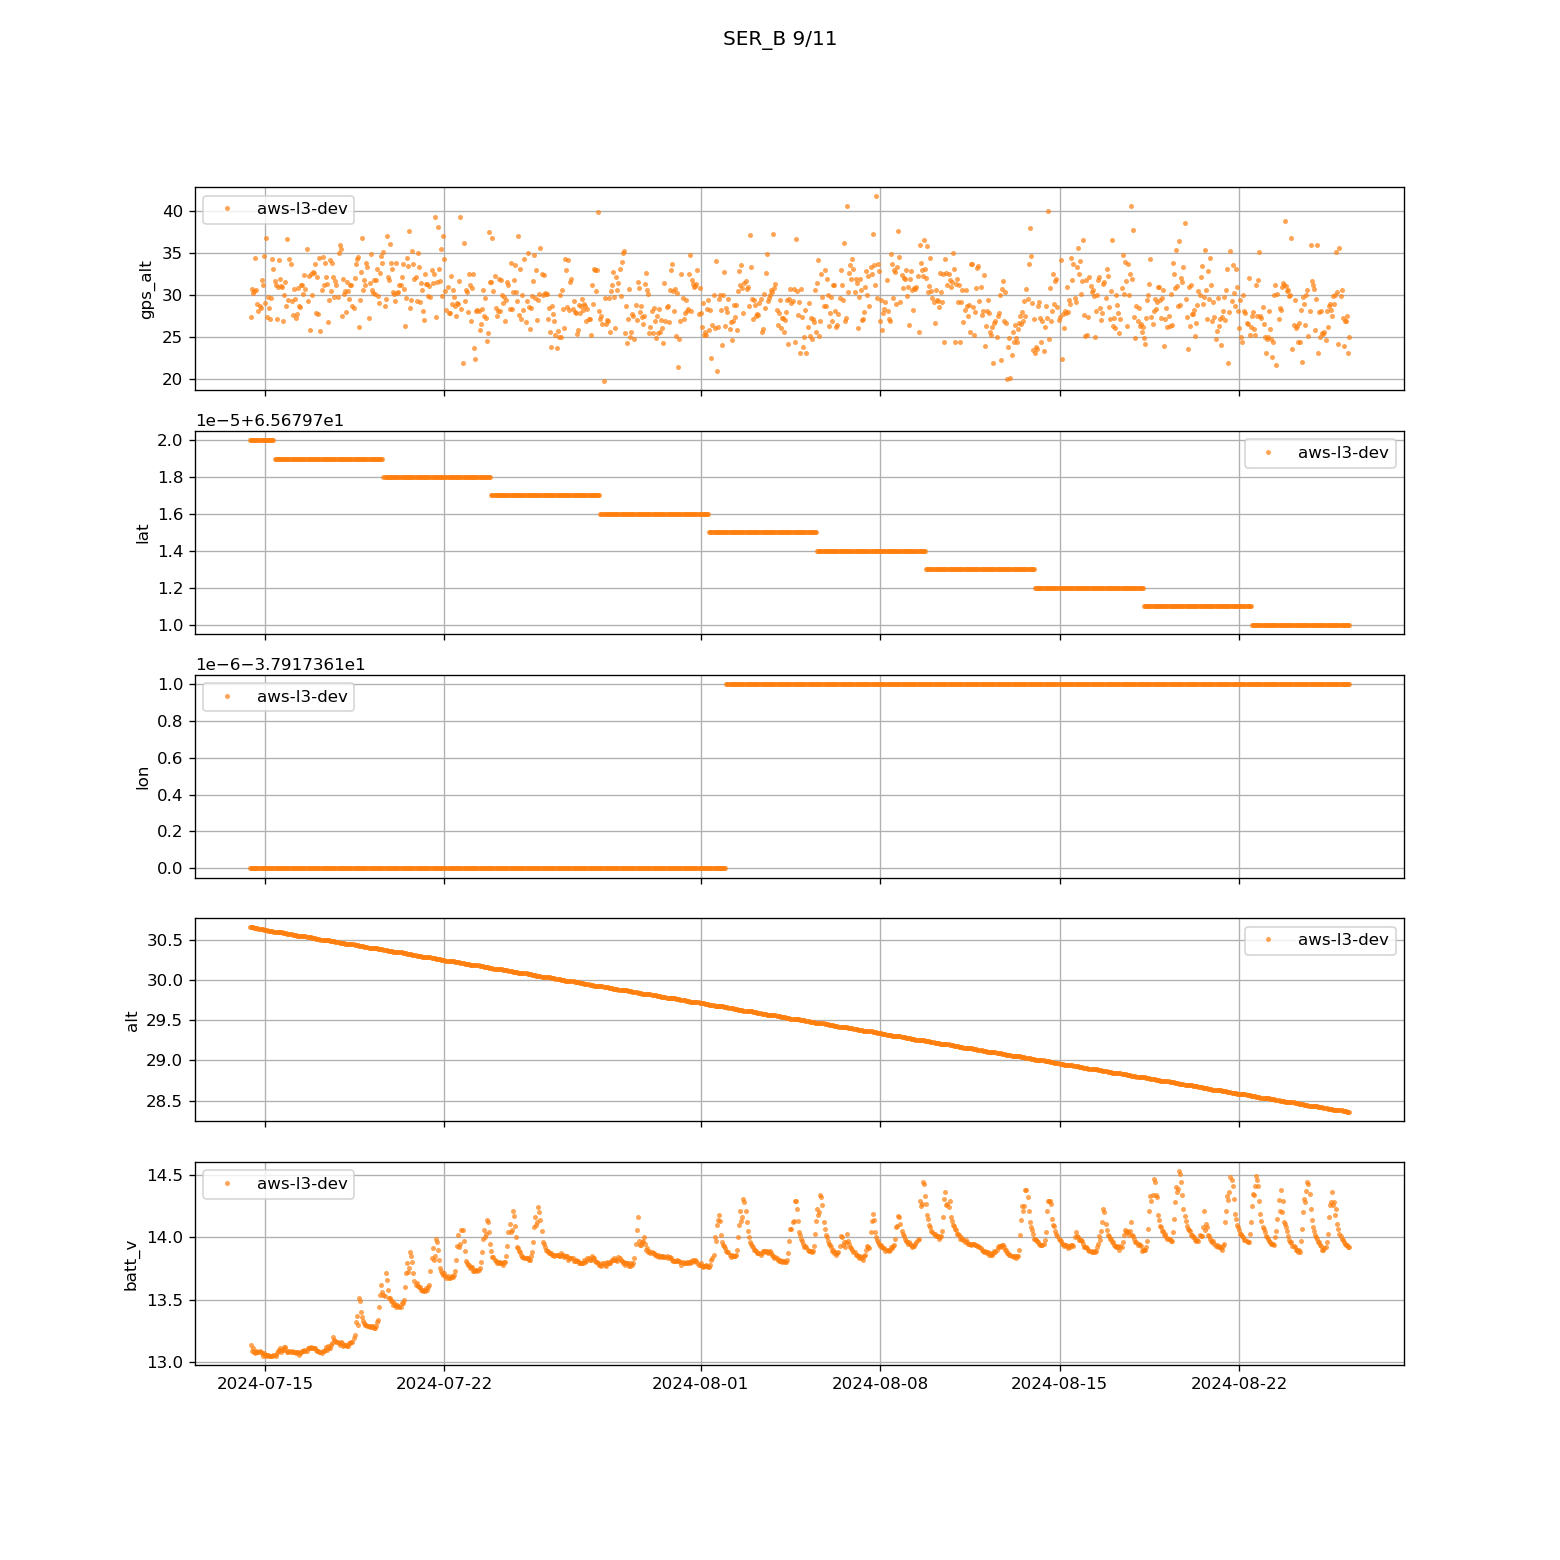 SER_B 9/11
aws-l3-dev
40
35
30
25
20
gps_alt
1e−5+6.56797e1
aws-l3-dev
2.0
1.8
1.6
1.4
1.2
1.0
lat
1e−6−3.7917361e1
aws-l3-dev
1.0
0.8
0.6
0.4
0.2
0.0
lon
aws-l3-dev
30.5
30.0
29.5
29.0
28.5
alt
aws-l3-dev
14.5
14.0
13.5
13.0
batt_v
2024-07-15 2024-07-22 2024-08-01 2024-08-08 2024-08-15 2024-08-22